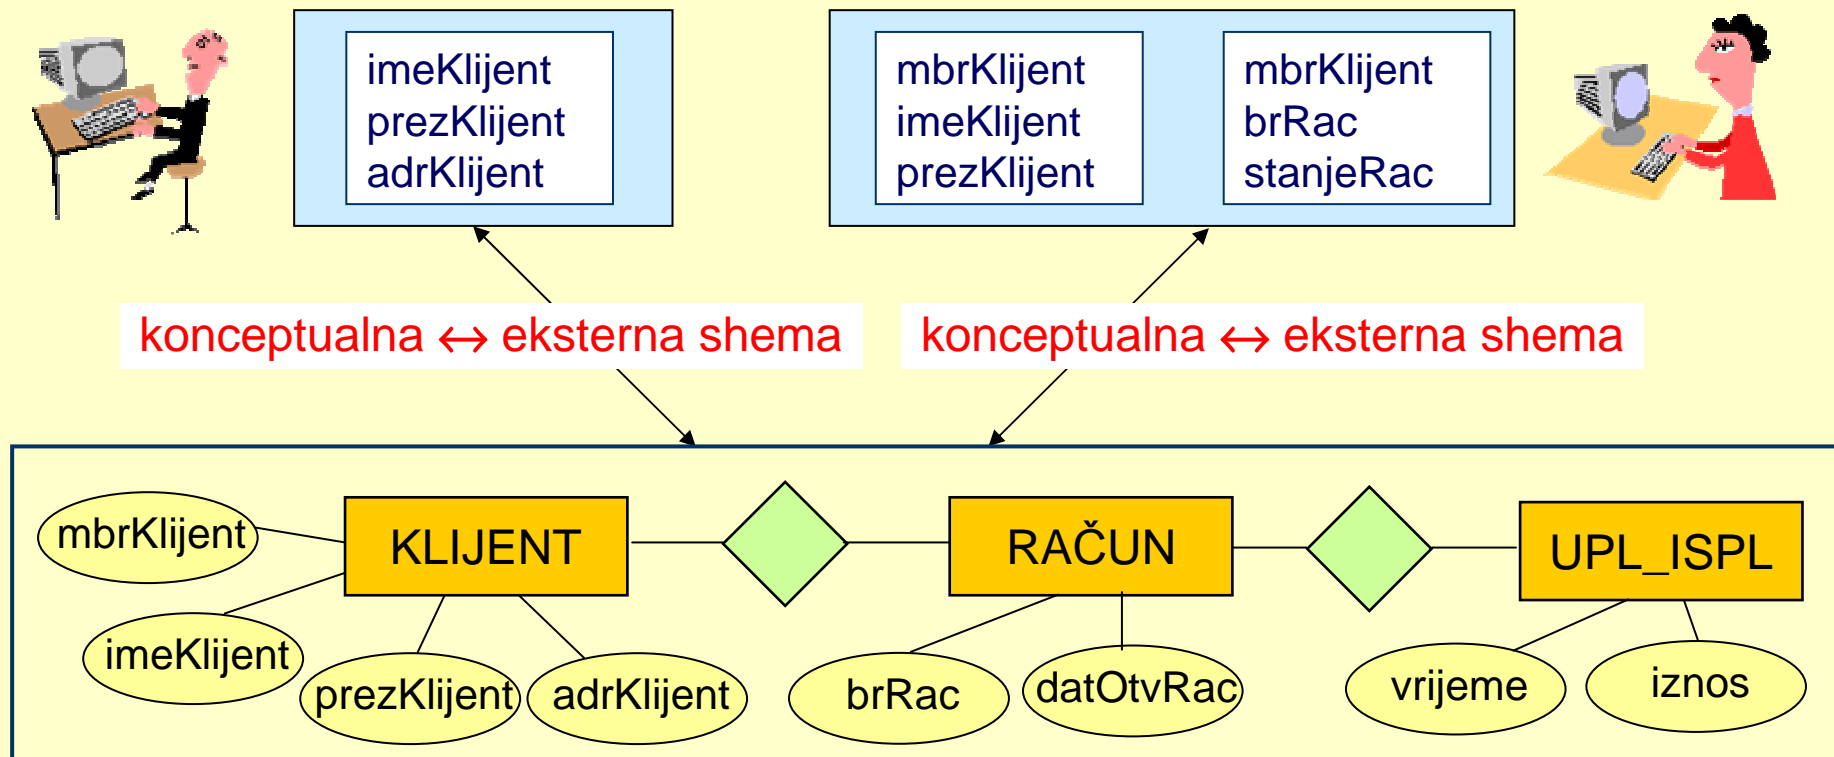 imeKlijent
prezKlijent
adrKlijent
mbrKlijent
imeKlijent
prezKlijent
mbrKlijent
brRac
stanjeRac
konceptualna ↔ eksterna shema
konceptualna ↔ eksterna shema
KLIJENT
RAČUN
UPL_ISPL
mbrKlijent
imeKlijent
prezKlijent
adrKlijent
brRac
datOtvRac
vrijeme
iznos